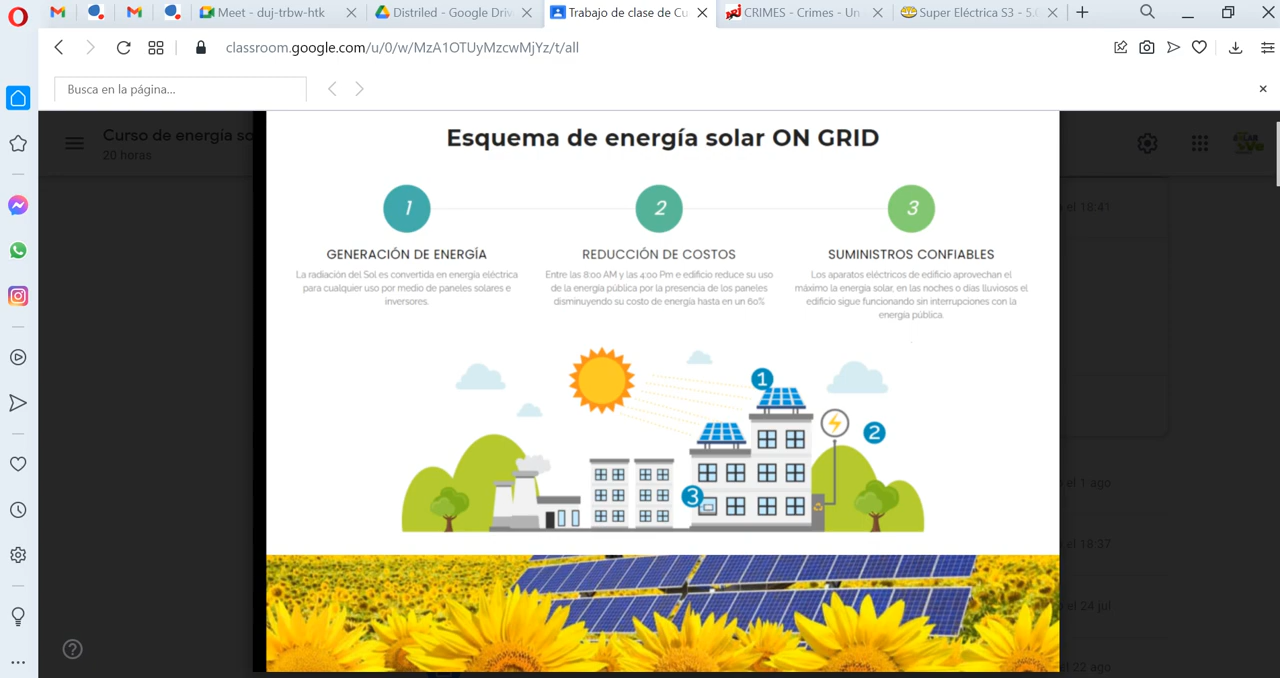 Meet - duj-trbw-htk
Distriled - Google Driv
Trabajo de clase de Cu
CRIMES - Crimes - Un
Super Eléctrica S3 - 5.0
classroom.google.com/u/0/w/MzA1OTUyMzcwMjYz/t/all
Busca en la página...
Curso de energía so
20 horas
el 18:41
Esquema de energía solar ON GRID
1
2
3
GENERACIÓN DE ENERGÍA
La radiación del Sol es convertida en energia eléctrica
para cualquier uso por medio de paneles solares e
inversores.
REDUCCIÓN DE COSTOS
Entre las 8:00 AM y las 4:00 Pm e edificio reduce su uso
de la energía pública por la presencia de los paneles
disminuyendo su costo de energía hasta en un 60%
SUMINISTROS CONFIABLES
Los aparatos eléctricos de edificio aprovechan el
máximo la energía solar, en las noches o dias lluviosos el
edificio sigue funcionando sin interrupciones con la
energía pública.
1
2
3
el 1 ago
el 18:37
el 24 jul
el 22 ago